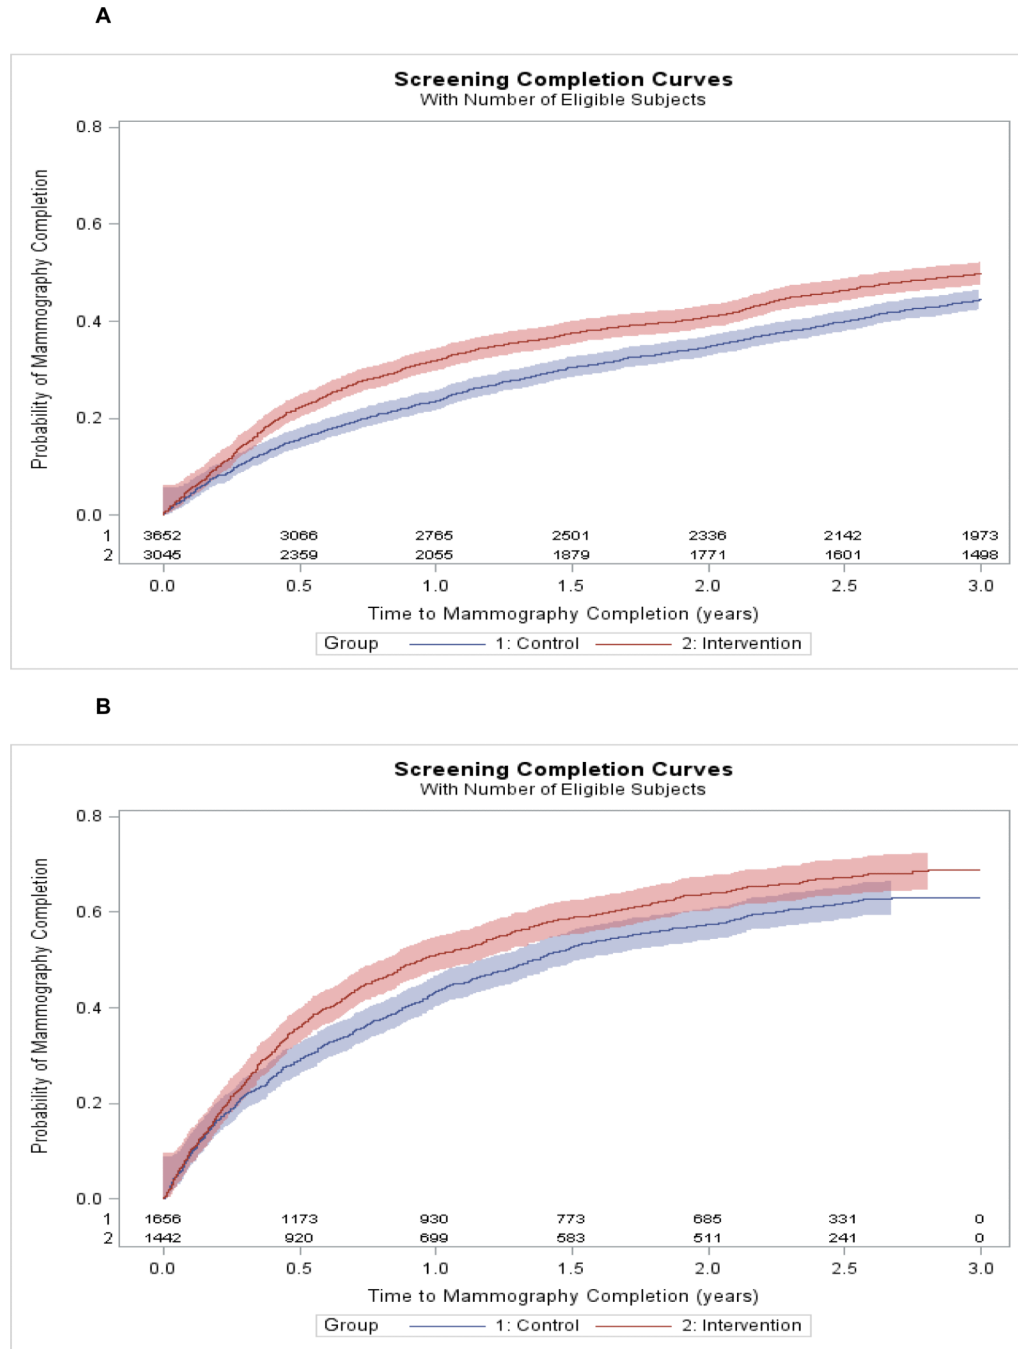 A
Screening Completion Curves
With Number of Eligible Subjects
Probability of Mammography Completion
0.8
0.6
0.4
0.2
0.0
1 3652 3066 2765 2501 2336 2142 1973
2 3045 2359 2055 1879 1771 1601 1498
0.0 0.5 1.0 1.5 2.0 2.5 3.0
Time to Mammography Completion (years)
Group 1: Control 2: Intervention
B
Screening Completion Curves
With Number of Eligible Subjects
Probability of Mammography Completion
0.8
0.6
0.4
0.2
0.0
1 1656 1173 930 773 685 331 0
2 1442 920 699 583 511 241 0
0.0 0.5 1.0 1.5 2.0 2.5 3.0
Time to Mammography Completion (years)
Group 1: Control 2: Intervention